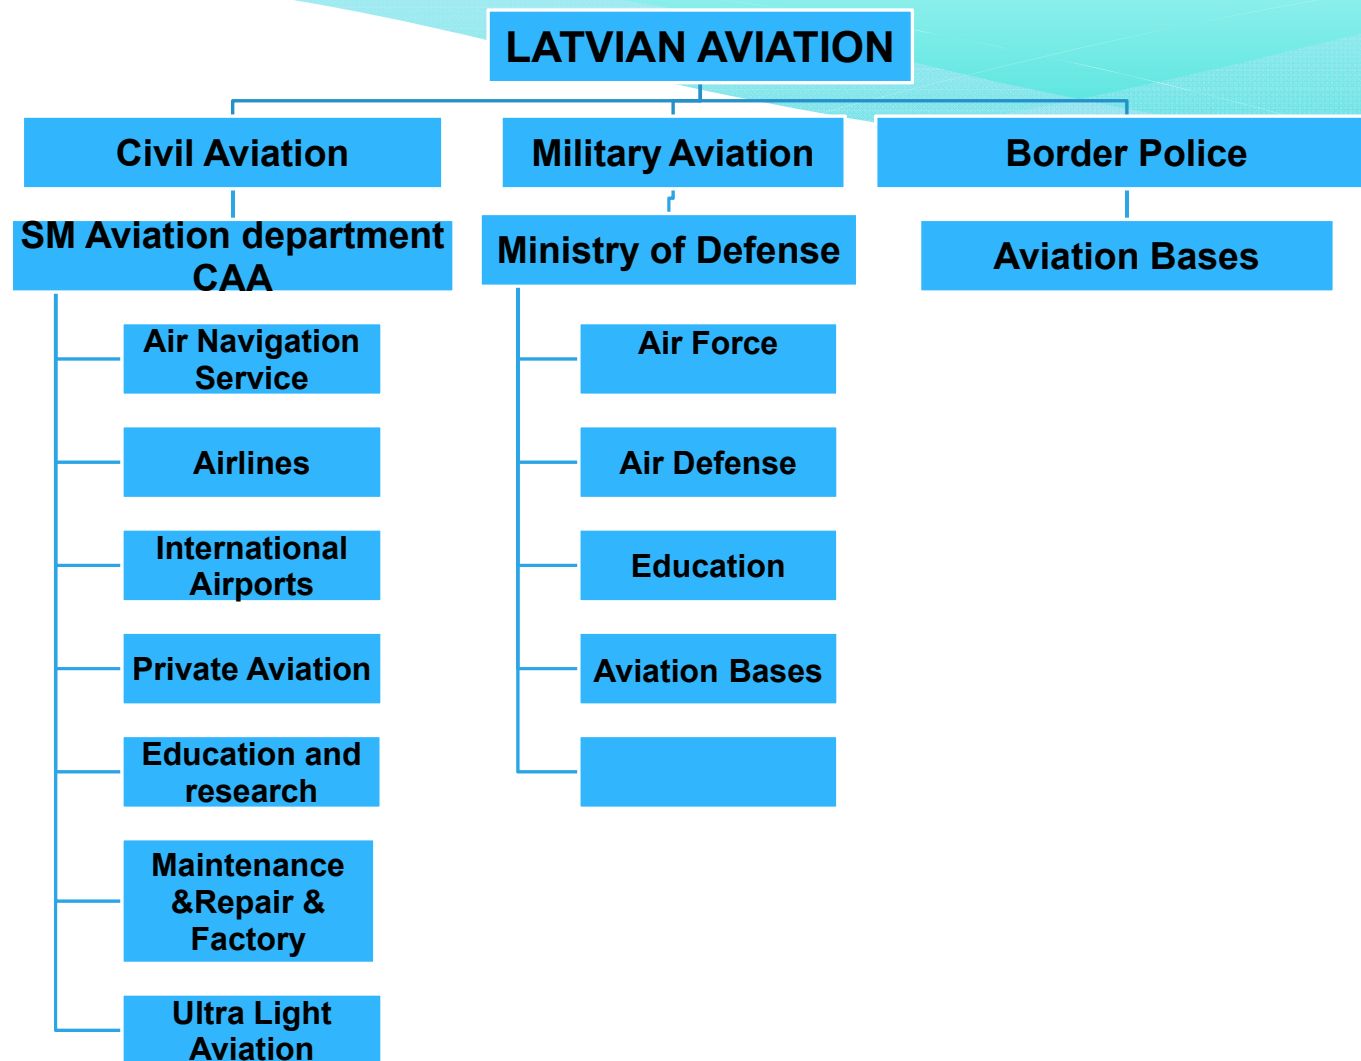 LATVIAN AVIATION
Civil Aviation
Military Aviation
Border Police
SM Aviation department
CAA
Ministry of Defense
Aviation Bases
Air Navigation
Service
Airlines
International
Airports
Private Aviation
Education and
research
Maintenance
&Repair &
Factory
Ultra Light
Aviation
Air Force
Air Defense
Education
Aviation Bases